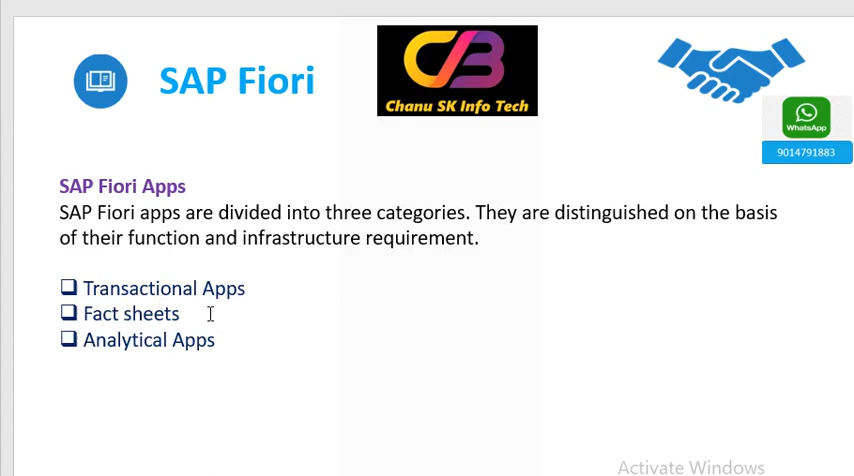 SAP Fiori
Chanu SK Info Tech
WhatsApp
9014791883
SAP Fiori Apps
SAP Fiori apps are divided into three categories. They are distinguished on the basis
of their function and infrastructure requirement.
Transactional Apps
Fact sheets
Analytical Apps
Activate Windows